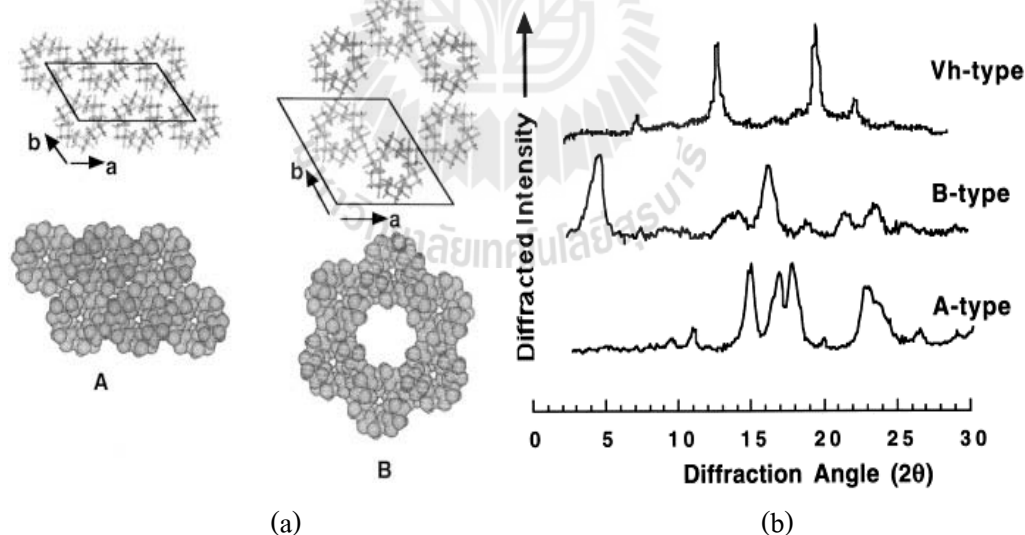 b
a
A
b
a
B
Diffracted Intensity
Vh-type
B-type
A-type
0 5 10 15 20 25 30
Diffraction Angle (2θ)
(a)
(b)